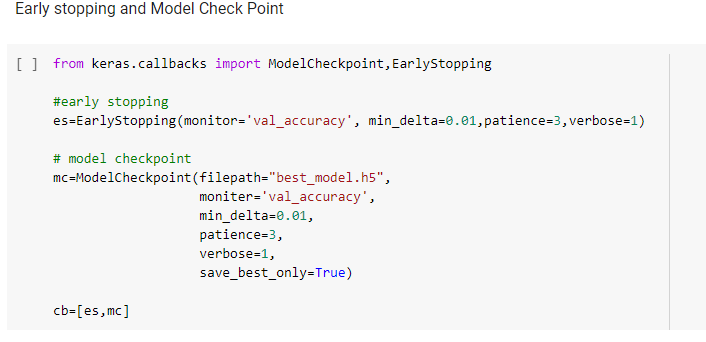 Early stopping and Model Check Point
[ ] from keras.callbacks import ModelCheckpoint,EarlyStopping
#early stopping
es=EarlyStopping(monitor='val_accuracy', min_delta=0.01,patience=3,verbose=1)
# model checkpoint
mc=ModelCheckpoint(filepath="best_model.h5",
moniter='val_accuracy',
min_delta=0.01,
patience=3,
verbose=1,
save_best_only=True)
cb=[es,mc]